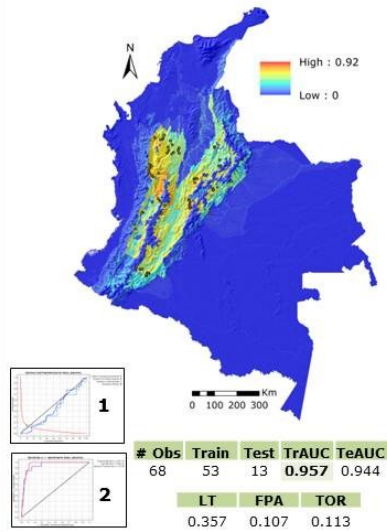 N
High : 0.92
Low : 0
Km
0 100 200 300
1
2
# Obs Train Test TrAUC TeAUC
68 53 13 0.957 0.944
LT FPA TOR
0.357 0.107 0.113